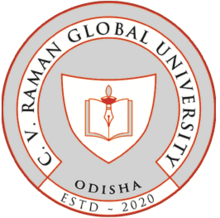 C. V. RAMAN GLOBAL UNIVERSITY
ODISHA
ESTD ~ 2020